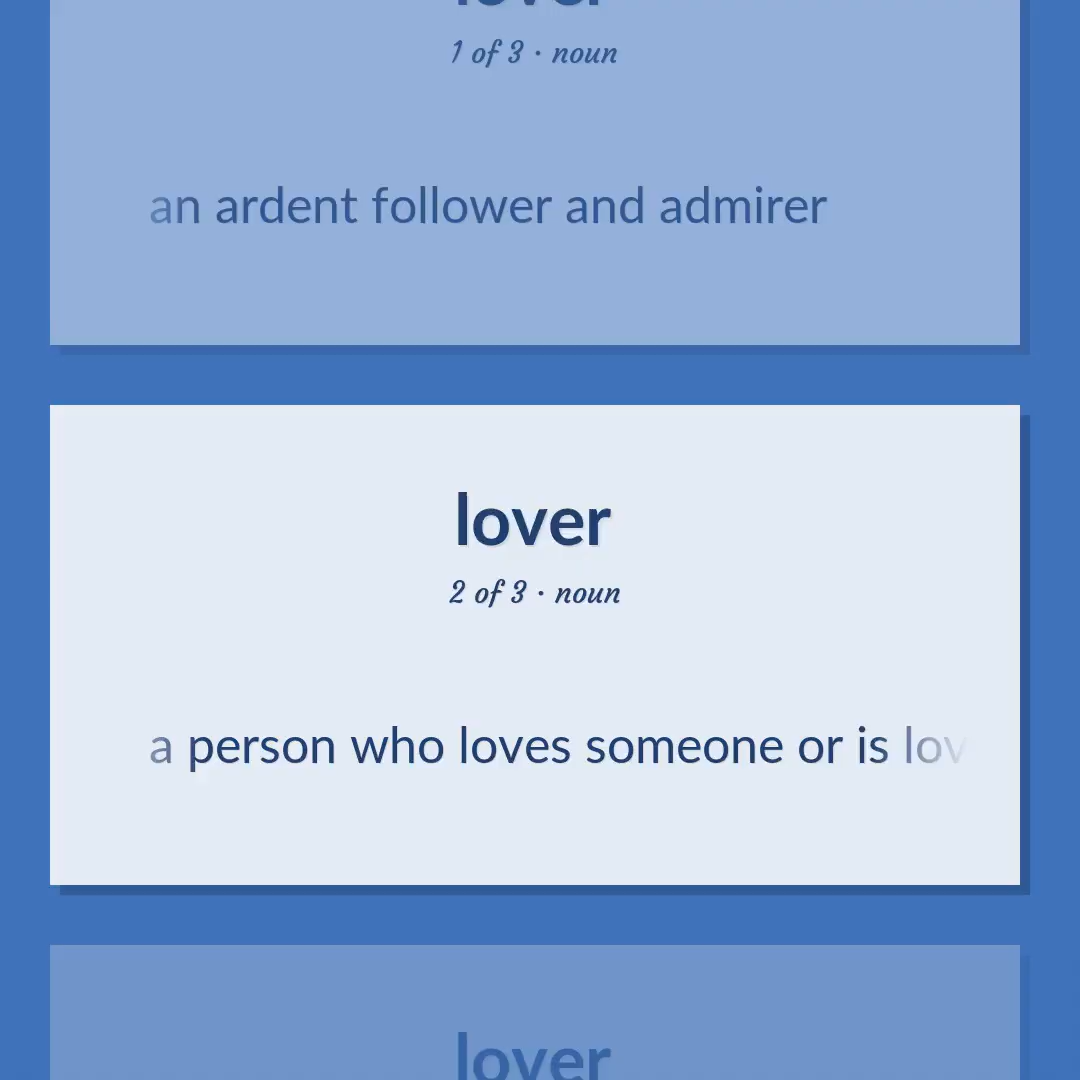 lover
1 of 3 · noun
an ardent follower and admirer
lover
2 of 3 · noun
a person who loves someone or is lov
lover